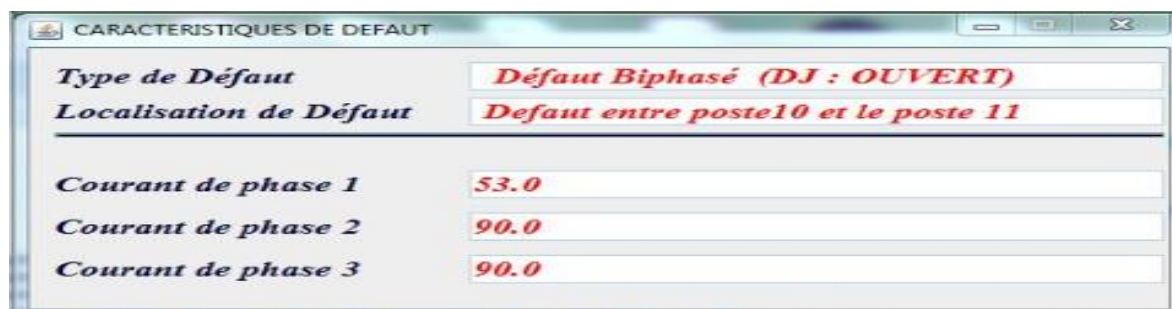 CARACTERISTIQUES DE DEFAUT
Type de Défaut Défaut Biphasé (DJ : OUVERT)
Localisation de Défaut Defaut entre poste10 et le poste 11
Courant de phase 1 53.0
Courant de phase 2 90.0
Courant de phase 3 90.0